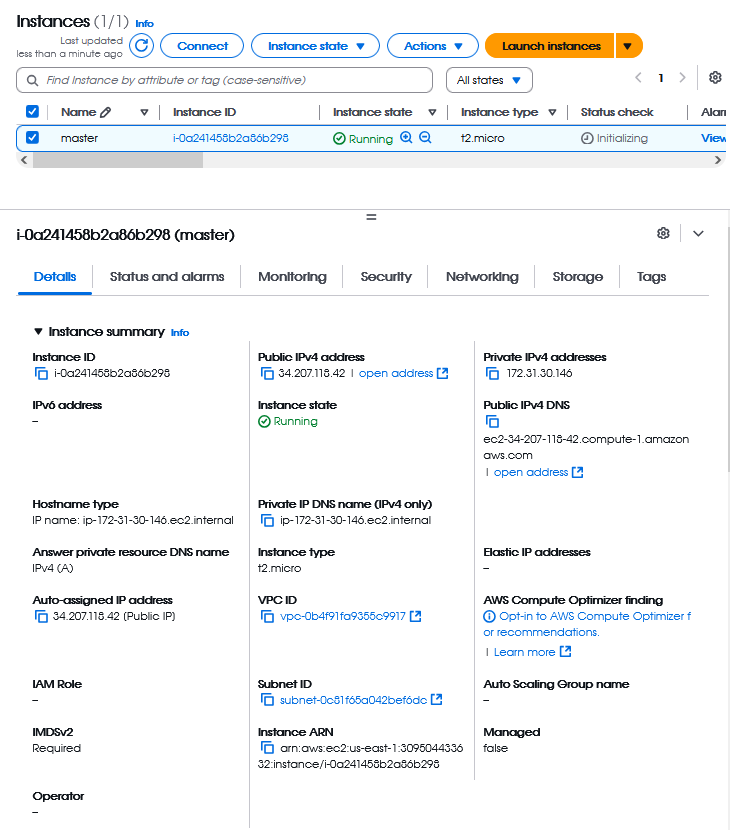 Instances (1/1) Info
Last updated
less than a minute ago
Connect
Instance state
Actions
Launch instances
Find Instance by attribute or tag (case-sensitive)
All states
1
Name
Instance ID
Instance state
Instance type
Status check
Alarm
master
i-0a241458b2a86b298
Running
t2.micro
Initializing
View
i-0a241458b2a86b298 (master)
Details
Status and alarms
Monitoring
Security
Networking
Storage
Tags
Instance summary Info
Instance ID
i-0a241458b2a86b298
Public IPv4 address
34.207.118.42 | open address
Private IPv4 addresses
172.31.30.146
IPv6 address
–
Instance state
Running
Public IPv4 DNS
ec2-34-207-118-42.compute-1.amazon
aws.com
| open address
Hostname type
IP name: ip-172-31-30-146.ec2.internal
Private IP DNS name (IPv4 only)
ip-172-31-30-146.ec2.internal
Answer private resource DNS name
IPv4 (A)
Instance type
t2.micro
Elastic IP addresses
–
Auto-assigned IP address
34.207.118.42 [Public IP]
VPC ID
vpc-0b4f91fa9355c9917
AWS Compute Optimizer finding
Opt-in to AWS Compute Optimizer f
or recommendations.
| Learn more
IAM Role
–
Subnet ID
subnet-0c81f65a042bef6dc
Auto Scaling Group name
–
IMDSv2
Required
Instance ARN
arn:aws:ec2:us-east-1:3095044336
32:instance/i-0a241458b2a86b298
Managed
false
Operator
–